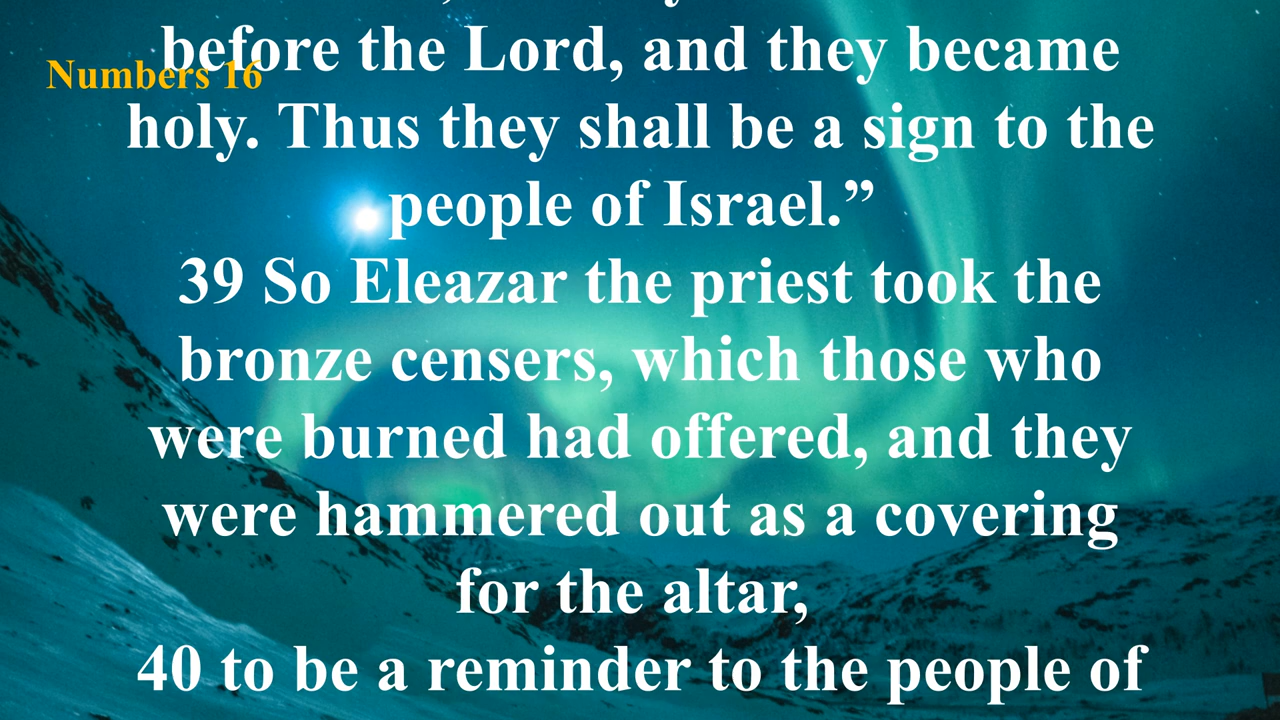 before the Lord, and they became
Numbers 16
holy. Thus they shall be a sign to the
people of Israel.”
39 So Eleazar the priest took the
bronze censers, which those who
were burned had offered, and they
were hammered out as a covering
for the altar,
40 to be a reminder to the people of